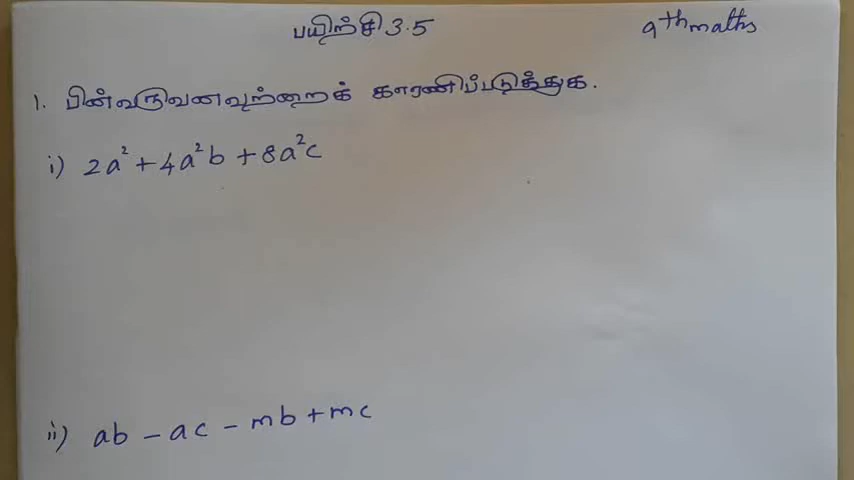 பயிற்சி 3.5
9th maths
1. பின்வருவனவற்றைக் காரணிப்படுத்துக.
i) 2a² + 4a²b + 8a²c
ii) ab - ac - mb + mc